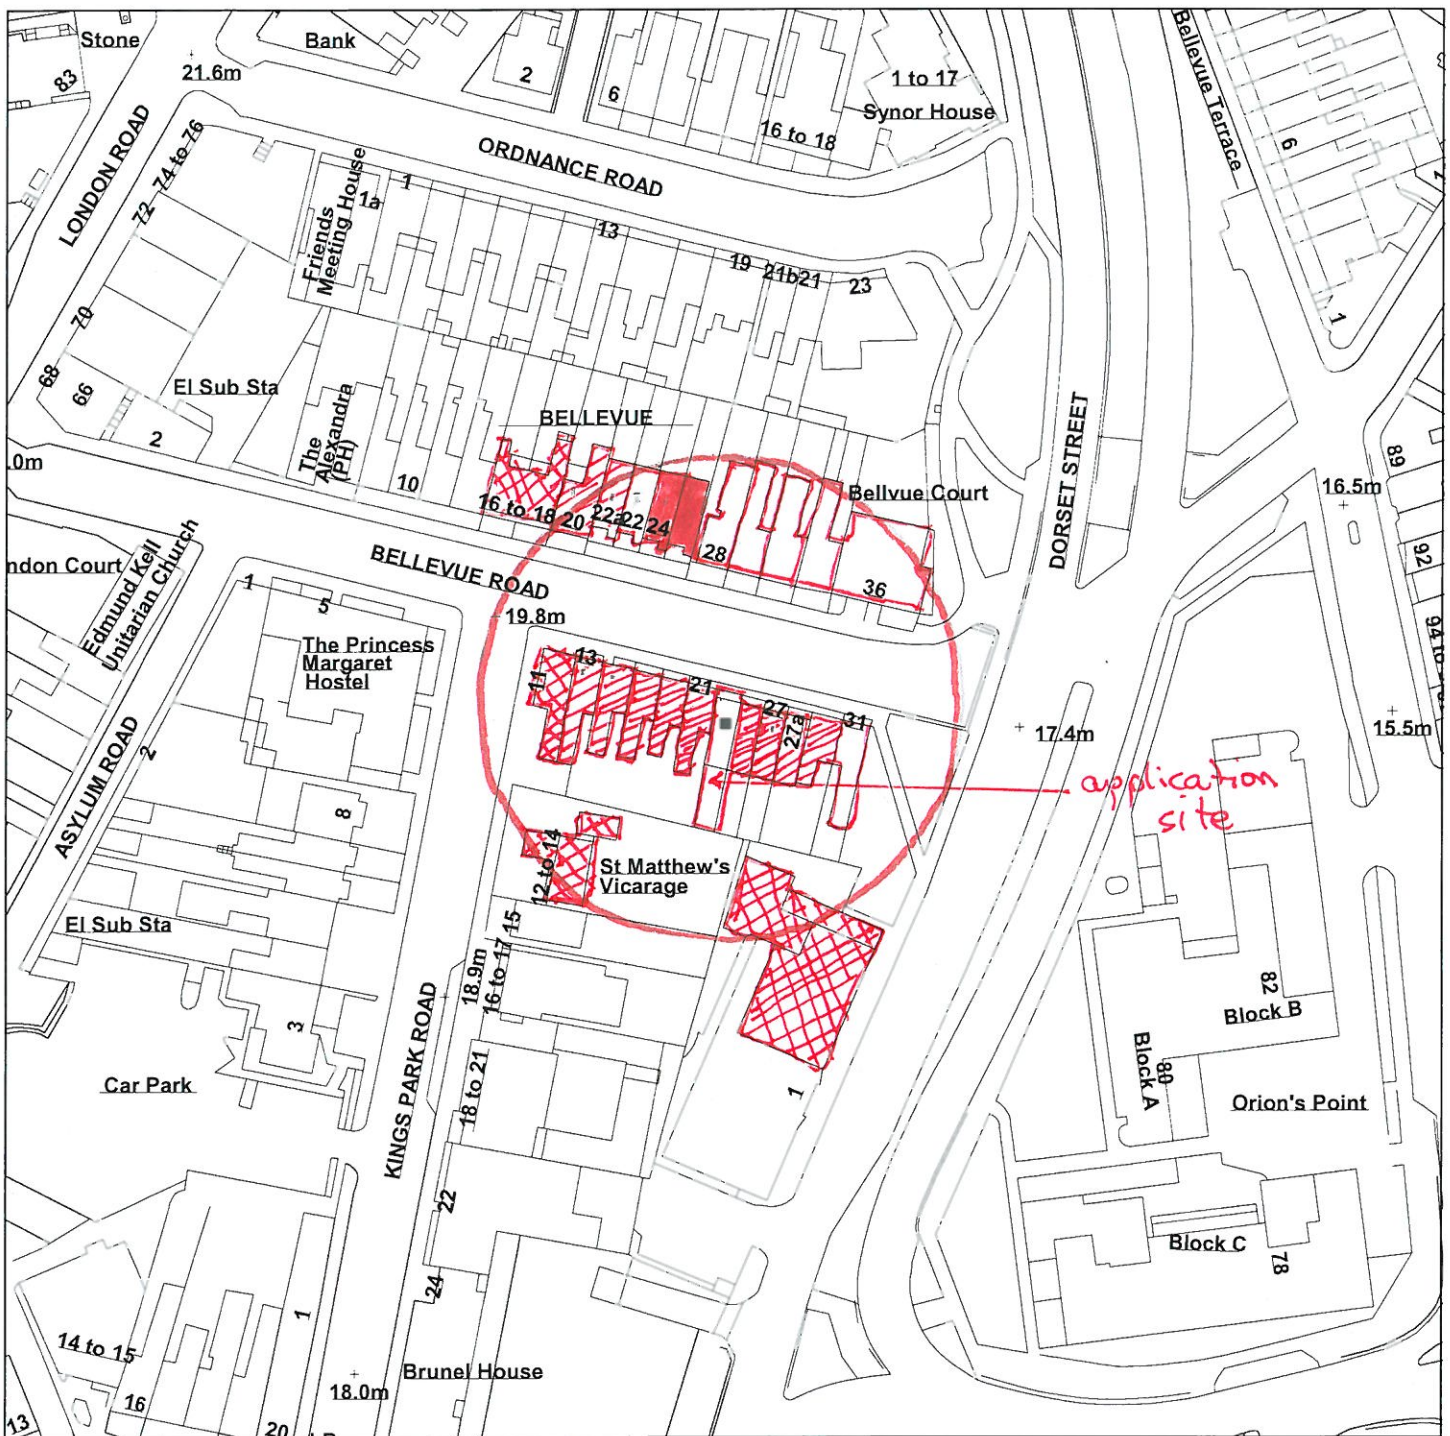 Stone
Bank
83
21.6m
2
6
1 to 17
Synor House
16 to 18
Bellevue Terrace
6
1
LONDON ROAD
74 to 76
72
ORDNANCE ROAD
Friends
Meeting House
1a
1
13
19
21b
21
23
1
70
68
66
El Sub Sta
2
The
Alexandra
(PH)
10
BELLEVUE
16 to 18
20
22a
22
24
28
36
Bellvue Court
DORSET STREET
89
16.5m
92
.0m
ndon Court
Edmund Kell
Unitarian Church
BELLEVUE ROAD
19.8m
1
5
The Princess
Margaret
Hostel
11
13
21
27
27a
31
17.4m
15.5m
application
site
ASYLUM ROAD
2
8
12 to 14
St Matthew's
Vicarage
El Sub Sta
15
16 to 17
18.9m
3
Car Park
KINGS PARK ROAD
18 to 21
1
82
Block B
Block A
80
Orion's Point
22
Block C
78
24
1
14 to 15
16
Brunel House
18.0m
13
20